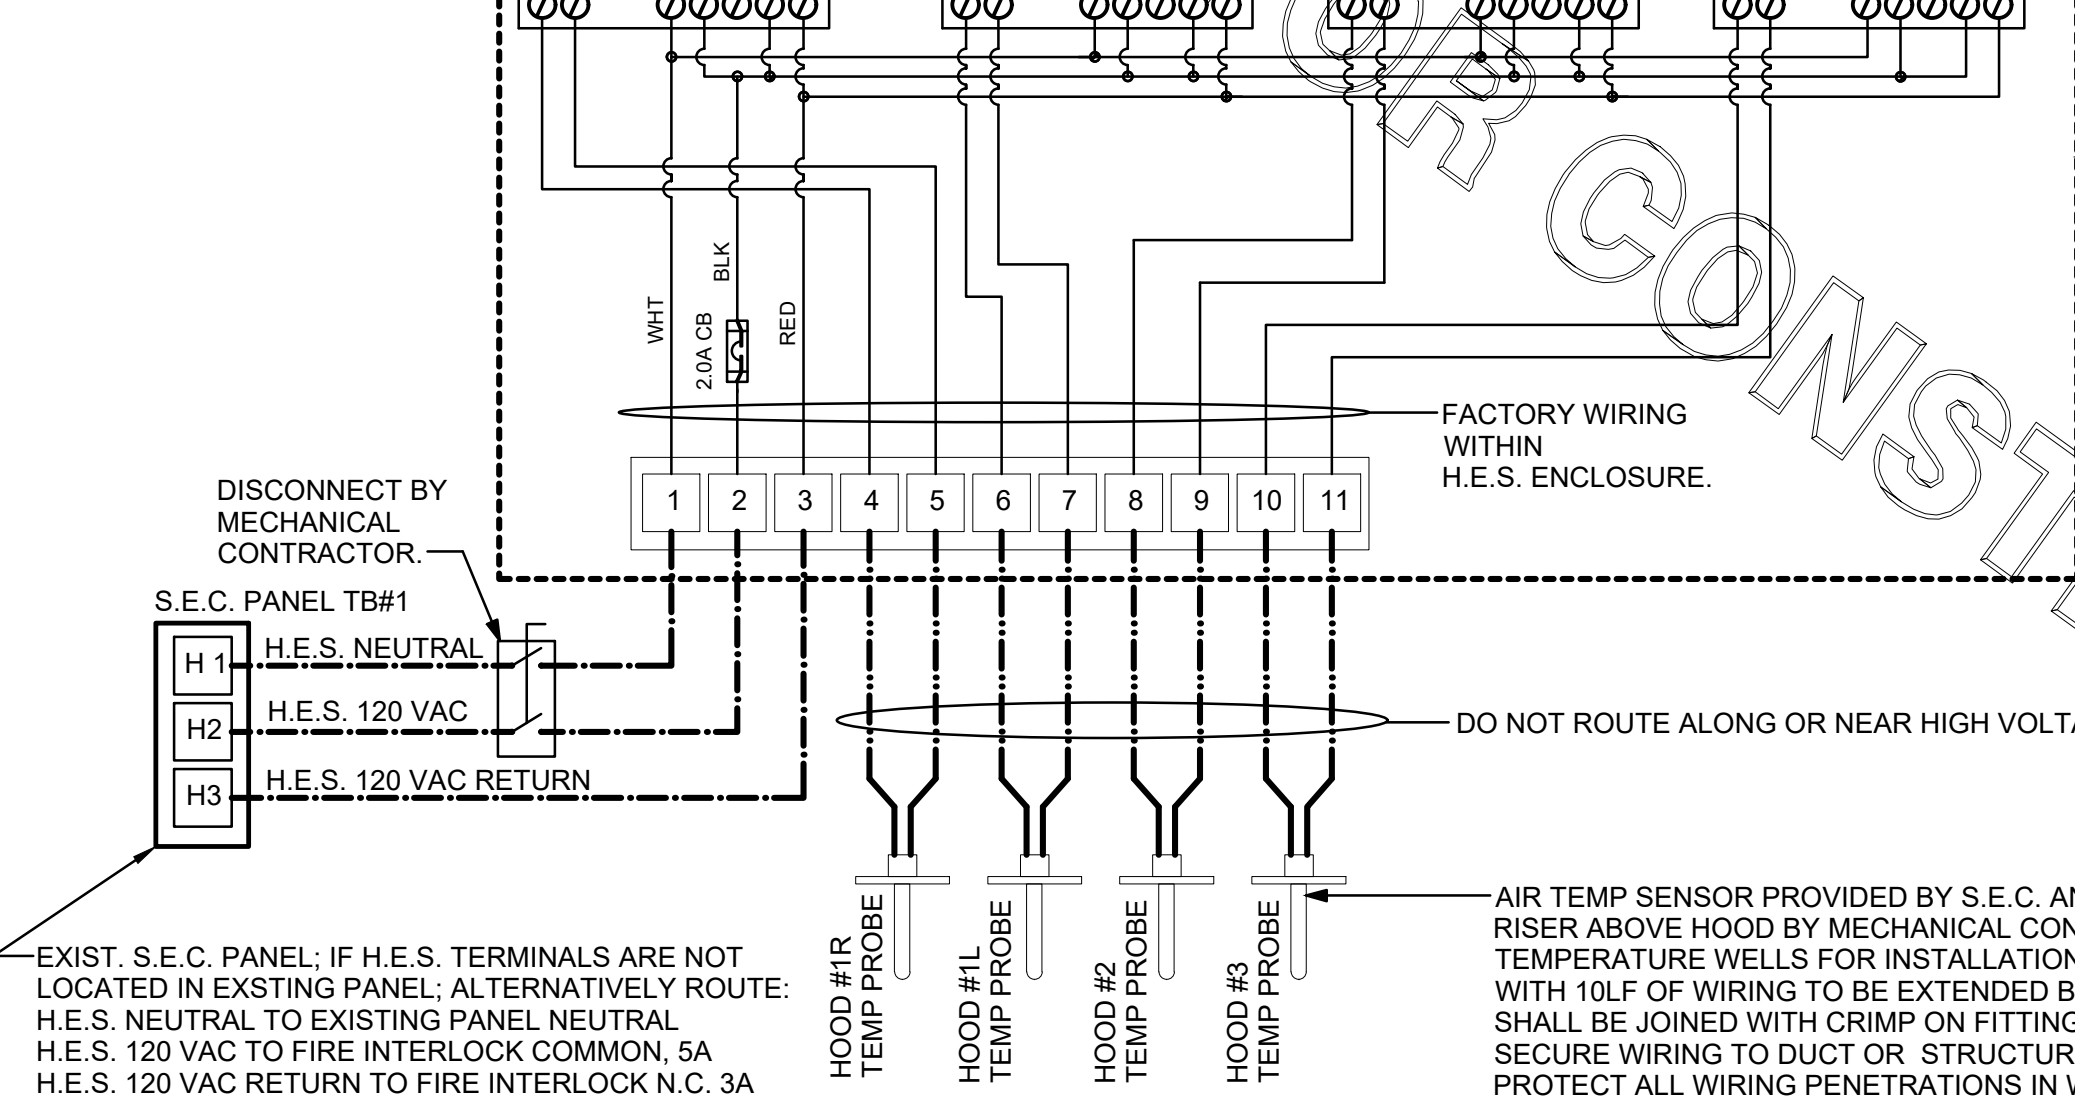 OR CONST
BLK
WHT
2.0A CB
RED
FACTORY WIRING
WITHIN
H.E.S. ENCLOSURE.
1 2 3 4 5 6 7 8 9 10 11
DISCONNECT BY
MECHANICAL
CONTRACTOR.
S.E.C. PANEL TB#1
H 1 H.E.S. NEUTRAL
H2 H.E.S. 120 VAC
H3 H.E.S. 120 VAC RETURN
DO NOT ROUTE ALONG OR NEAR HIGH VOLTA
HOOD #1R
TEMP PROBE
HOOD #1L
TEMP PROBE
HOOD #2
TEMP PROBE
HOOD #3
TEMP PROBE
EXIST. S.E.C. PANEL; IF H.E.S. TERMINALS ARE NOT
LOCATED IN EXSTING PANEL; ALTERNATIVELY ROUTE:
H.E.S. NEUTRAL TO EXISTING PANEL NEUTRAL
H.E.S. 120 VAC TO FIRE INTERLOCK COMMON, 5A
H.E.S. 120 VAC RETURN TO FIRE INTERLOCK N.C. 3A
AIR TEMP SENSOR PROVIDED BY S.E.C. AN
RISER ABOVE HOOD BY MECHANICAL CON
TEMPERATURE WELLS FOR INSTALLATION
WITH 10LF OF WIRING TO BE EXTENDED B
SHALL BE JOINED WITH CRIMP ON FITTING
SECURE WIRING TO DUCT OR STRUCTUR
PROTECT ALL WIRING PENETRATIONS IN W